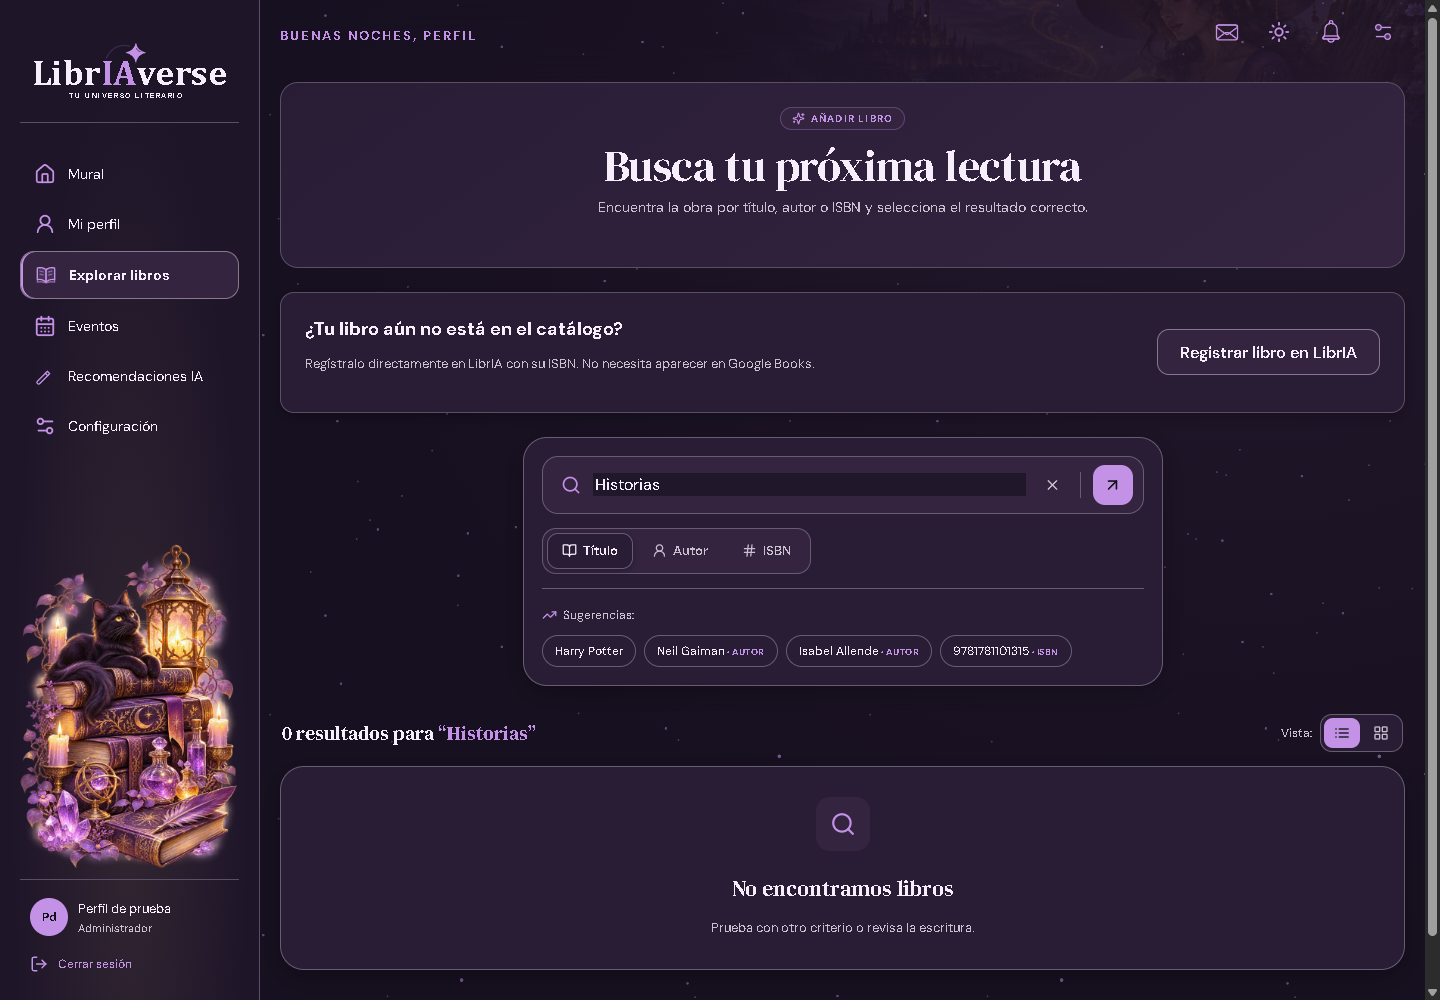 LibrIAverse
TU UNIVERSO LITERARIO
Mural
Mi perfil
Explorar libros
Eventos
Recomendaciones IA
Configuración
Pd
Perfil de prueba
Administrador
Cerrar sesión
BUENAS NOCHES, PERFIL
AÑADIR LIBRO
Busca tu próxima lectura
Encuentra la obra por título, autor o ISBN y selecciona el resultado correcto.
¿Tu libro aún no está en el catálogo?
Regístralo directamente en LibrIA con su ISBN. No necesita aparecer en Google Books.
Registrar libro en LibrIA
Historias
Título Autor ISBN
Sugerencias:
Harry Potter Neil Gaiman · AUTOR Isabel Allende · AUTOR 9781781101315 · ISBN
0 resultados para “Historias”
Vista:
No encontramos libros
Prueba con otro criterio o revisa la escritura.